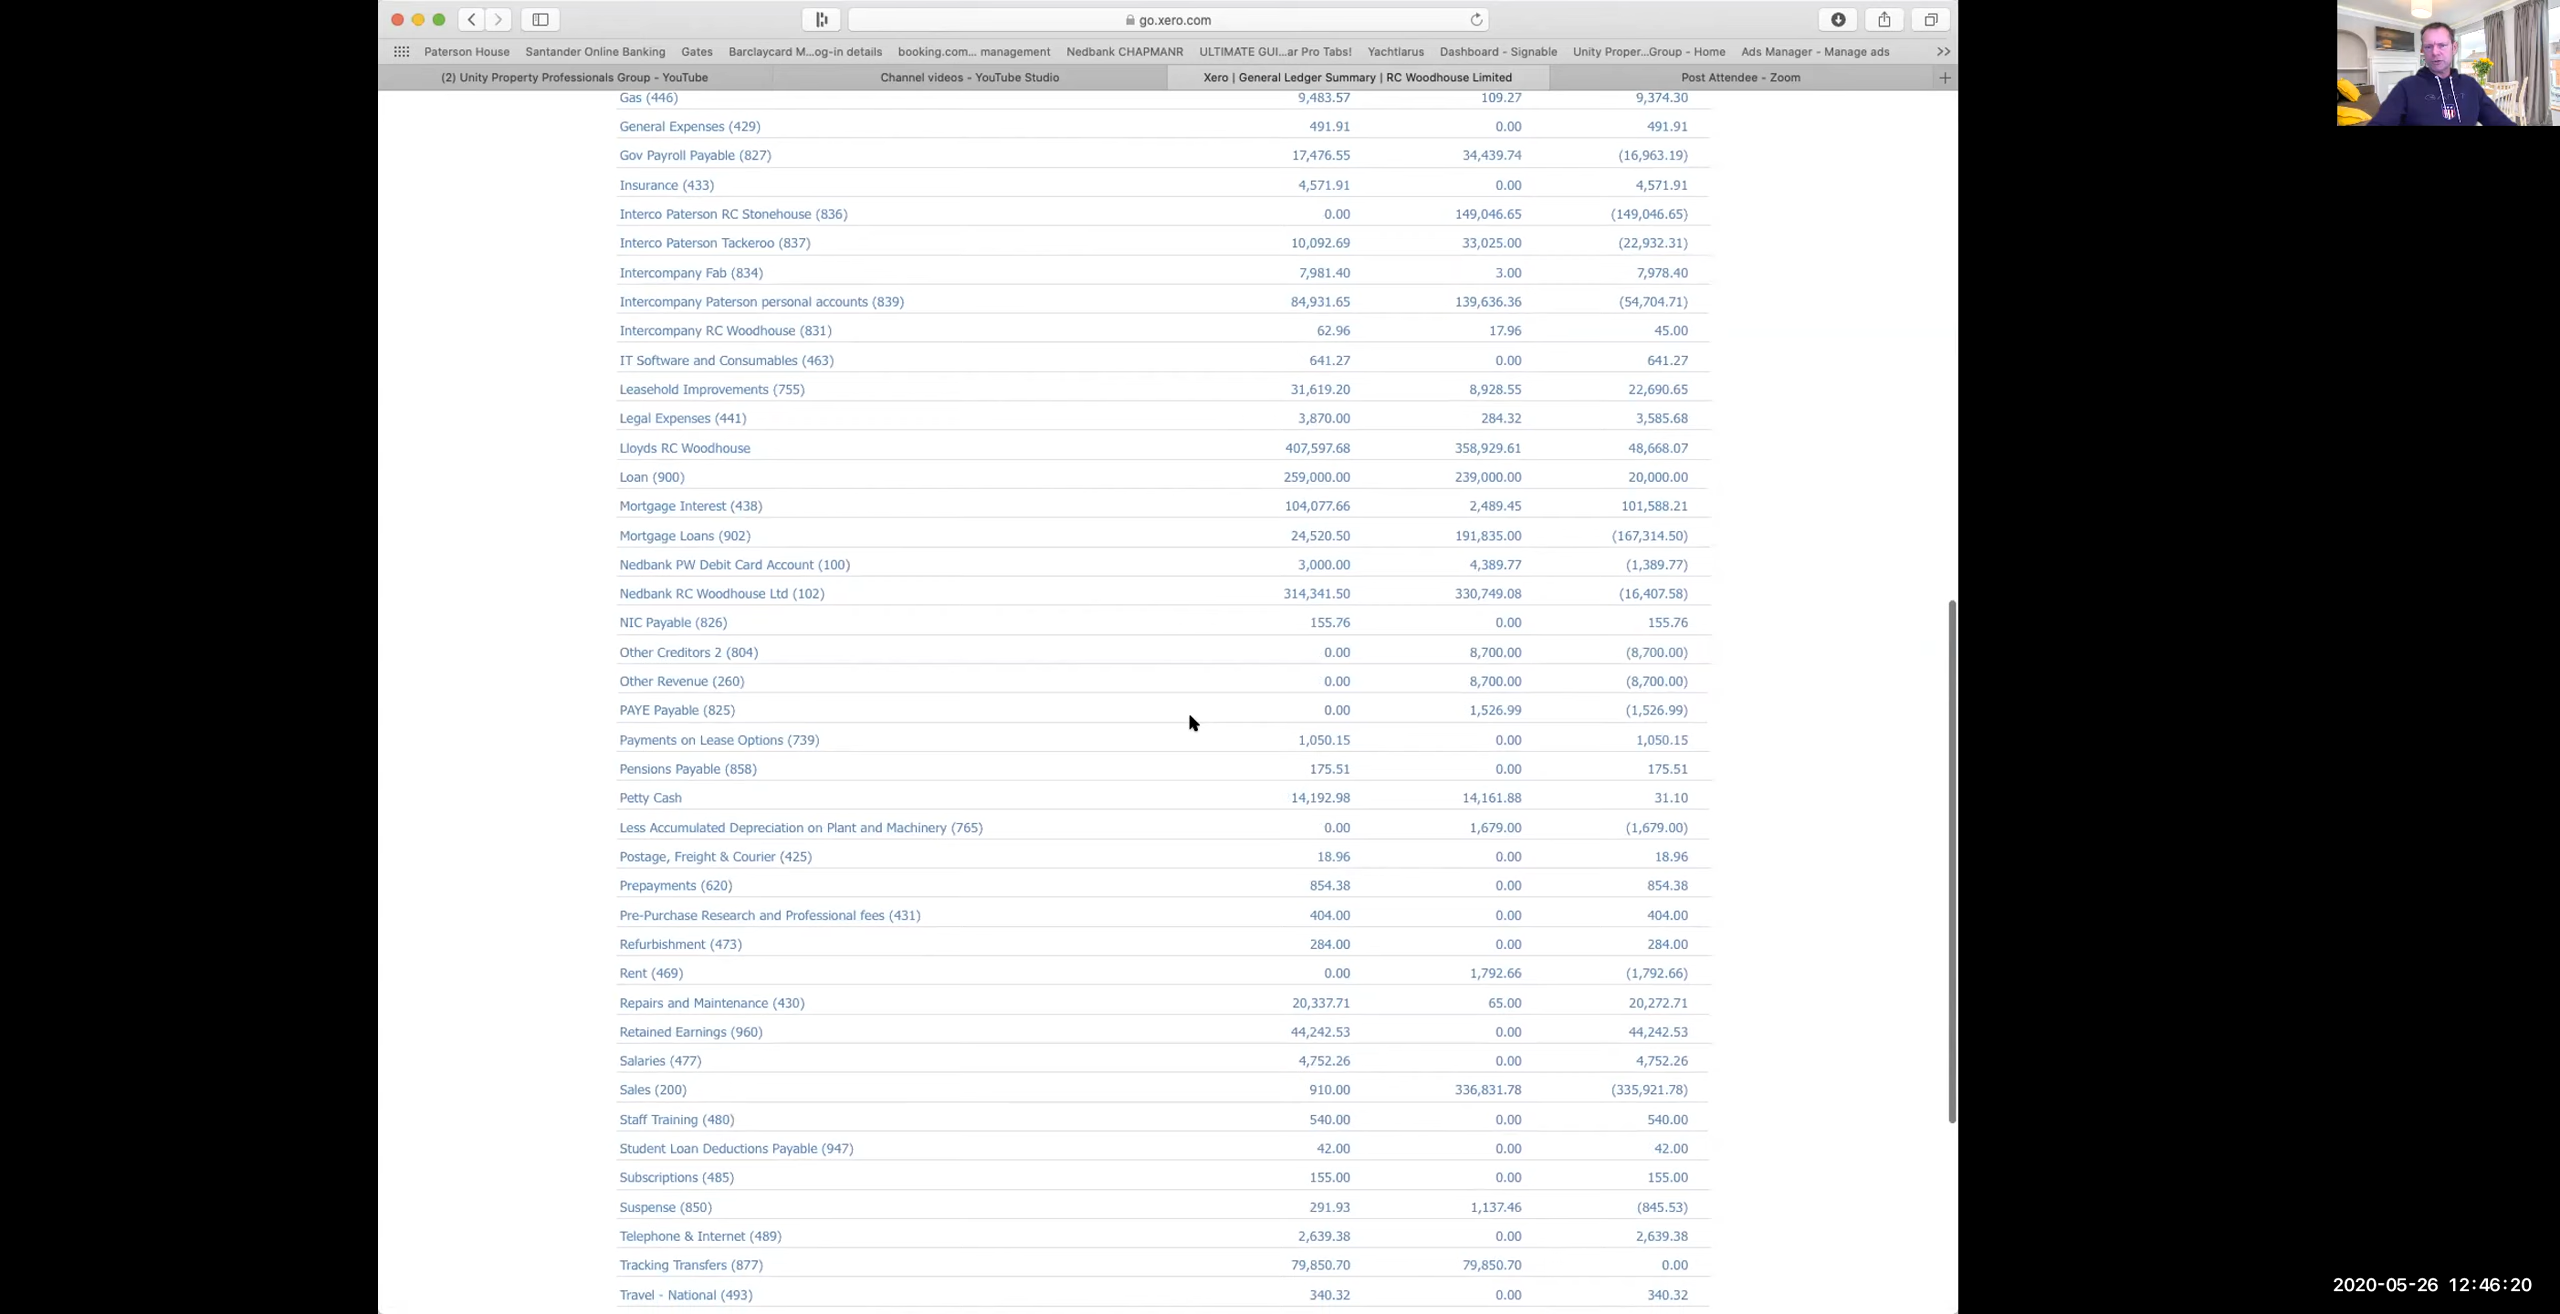 go.xero.com
Paterson House Santander Online Banking Gates Barclaycard M...og-in details booking.com... management Nedbank CHAPMANR ULTIMATE GUI...ar Pro Tabs! Yachtlarus Dashboard - Signable Unity Proper...Group - Home Ads Manager - Manage ads >>
(2) Unity Property Professionals Group - YouTube Channel videos - YouTube Studio Xero | General Ledger Summary | RC Woodhouse Limited Post Attendee - Zoom +
Gas (446) 9,483.57 109.27 9,374.30
General Expenses (429) 491.91 0.00 491.91
Gov Payroll Payable (827) 17,476.55 34,439.74 (16,963.19)
Insurance (433) 4,571.91 0.00 4,571.91
Interco Paterson RC Stonehouse (836) 0.00 149,046.65 (149,046.65)
Interco Paterson Tackeroo (837) 10,092.69 33,025.00 (22,932.31)
Intercompany Fab (834) 7,981.40 3.00 7,978.40
Intercompany Paterson personal accounts (839) 84,931.65 139,636.36 (54,704.71)
Intercompany RC Woodhouse (831) 62.96 17.96 45.00
IT Software and Consumables (463) 641.27 0.00 641.27
Leasehold Improvements (755) 31,619.20 8,928.55 22,690.65
Legal Expenses (441) 3,870.00 284.32 3,585.68
Lloyds RC Woodhouse 407,597.68 358,929.61 48,668.07
Loan (900) 259,000.00 239,000.00 20,000.00
Mortgage Interest (438) 104,077.66 2,489.45 101,588.21
Mortgage Loans (902) 24,520.50 191,835.00 (167,314.50)
Nedbank PW Debit Card Account (100) 3,000.00 4,389.77 (1,389.77)
Nedbank RC Woodhouse Ltd (102) 314,341.50 330,749.08 (16,407.58)
NIC Payable (826) 155.76 0.00 155.76
Other Creditors 2 (804) 0.00 8,700.00 (8,700.00)
Other Revenue (260) 0.00 8,700.00 (8,700.00)
PAYE Payable (825) 0.00 1,526.99 (1,526.99)
Payments on Lease Options (739) 1,050.15 0.00 1,050.15
Pensions Payable (858) 175.51 0.00 175.51
Petty Cash 14,192.98 14,161.88 31.10
Less Accumulated Depreciation on Plant and Machinery (765) 0.00 1,679.00 (1,679.00)
Postage, Freight & Courier (425) 18.96 0.00 18.96
Prepayments (620) 854.38 0.00 854.38
Pre-Purchase Research and Professional fees (431) 404.00 0.00 404.00
Refurbishment (473) 284.00 0.00 284.00
Rent (469) 0.00 1,792.66 (1,792.66)
Repairs and Maintenance (430) 20,337.71 65.00 20,272.71
Retained Earnings (960) 44,242.53 0.00 44,242.53
Salaries (477) 4,752.26 0.00 4,752.26
Sales (200) 910.00 336,831.78 (335,921.78)
Staff Training (480) 540.00 0.00 540.00
Student Loan Deductions Payable (947) 42.00 0.00 42.00
Subscriptions (485) 155.00 0.00 155.00
Suspense (850) 291.93 1,137.46 (845.53)
Telephone & Internet (489) 2,639.38 0.00 2,639.38
Tracking Transfers (877) 79,850.70 79,850.70 0.00
Travel - National (493) 340.32 0.00 340.32
2020-05-26 12:46:20